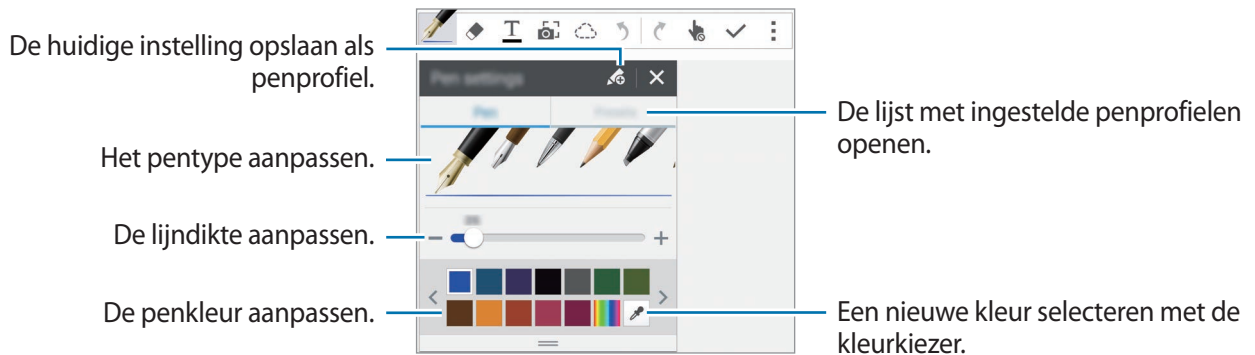 De huidige instelling opslaan als
penprofiel.
Pen settings
Pen
De lijst met ingestelde penprofielen
openen.
Het pentype aanpassen.
De lijndikte aanpassen.
De penkleur aanpassen.
Een nieuwe kleur selecteren met de
kleurkiezer.